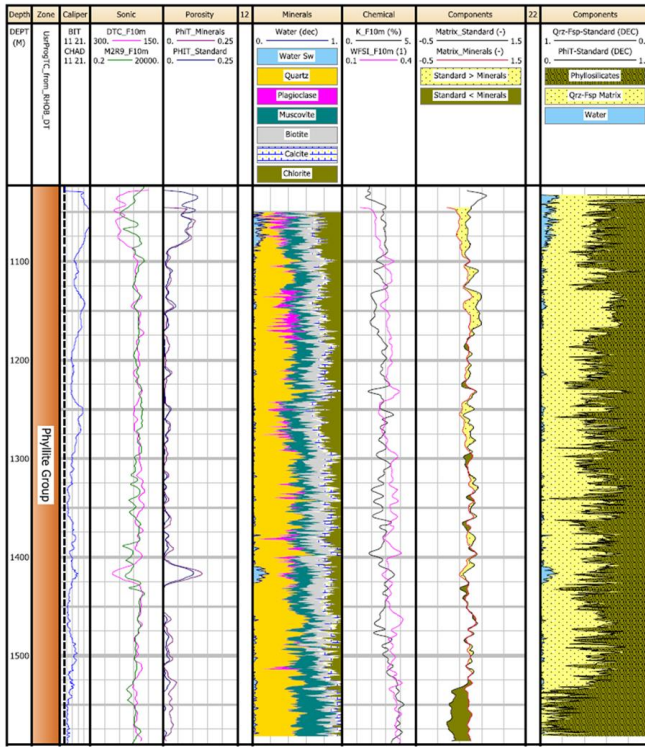 Depth Zone Caliper Sonic Porosity 12 Minerals Chemical Components 22 Components
DEPT
(M)
UsrProgTC_from_RHOB_DT
BIT
11 21.
CHAD
11 21.
DTC_F10m
300. 150.
M2R9_F10m
0.2 20000.
PhiT_Minerals
0. 0.25
PHIT_Standard
0. 0.25
Water (dec)
0. 1.
Water Sw
Quartz
Plagioclase
Muscovite
Biotite
Calcite
Chlorite
K_F10m (%)
0. 5.
WFSI_F10m (1)
0.1 0.4
Matrix_Standard (-)
-0.5 1.5
Matrix_Minerals (-)
-0.5 1.5
Standard > Minerals
Standard < Minerals
Qrz-Fsp-Standard (DEC)
1. 0.
PhiT-Standard (DEC)
0. 1.
Phyllosilicates
Qrz-Fsp Matrix
Water
Phyllite Group
1100
1200
1300
1400
1500